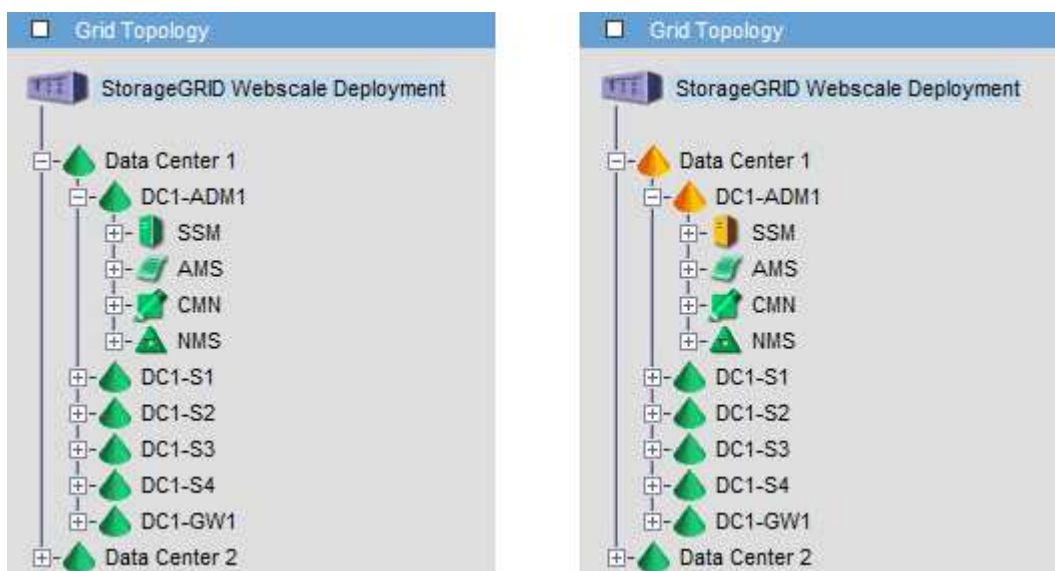 Grid Topology
StorageGRID Webscale Deployment
Data Center 1
DC1-ADM1
SSM
AMS
CMN
NMS
DC1-S1
DC1-S2
DC1-S3
DC1-S4
DC1-GW1
Data Center 2
Grid Topology
StorageGRID Webscale Deployment
Data Center 1
DC1-ADM1
SSM
AMS
CMN
NMS
DC1-S1
DC1-S2
DC1-S3
DC1-S4
DC1-GW1
Data Center 2